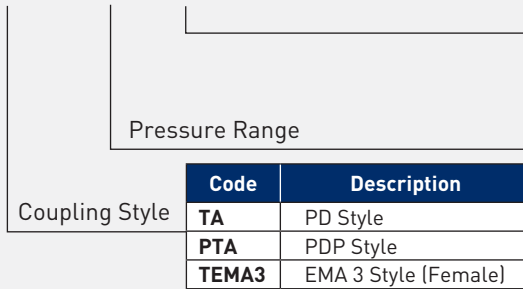 Pressure Range
Code Description
Coupling Style
TA PD Style
PTA PDP Style
TEMA3 EMA 3 Style (Female)